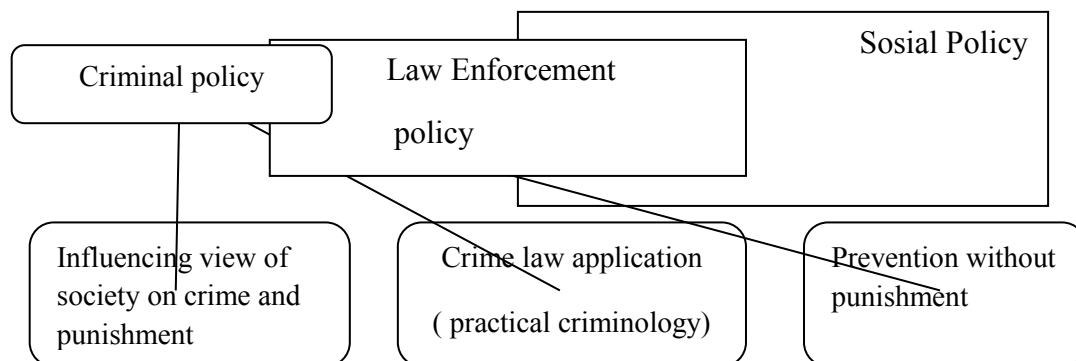 Sosial Policy
Criminal policy
Law Enforcement
policy
Influencing view of
society on crime and
punishment
Crime law application
( practical criminology)
Prevention without
punishment